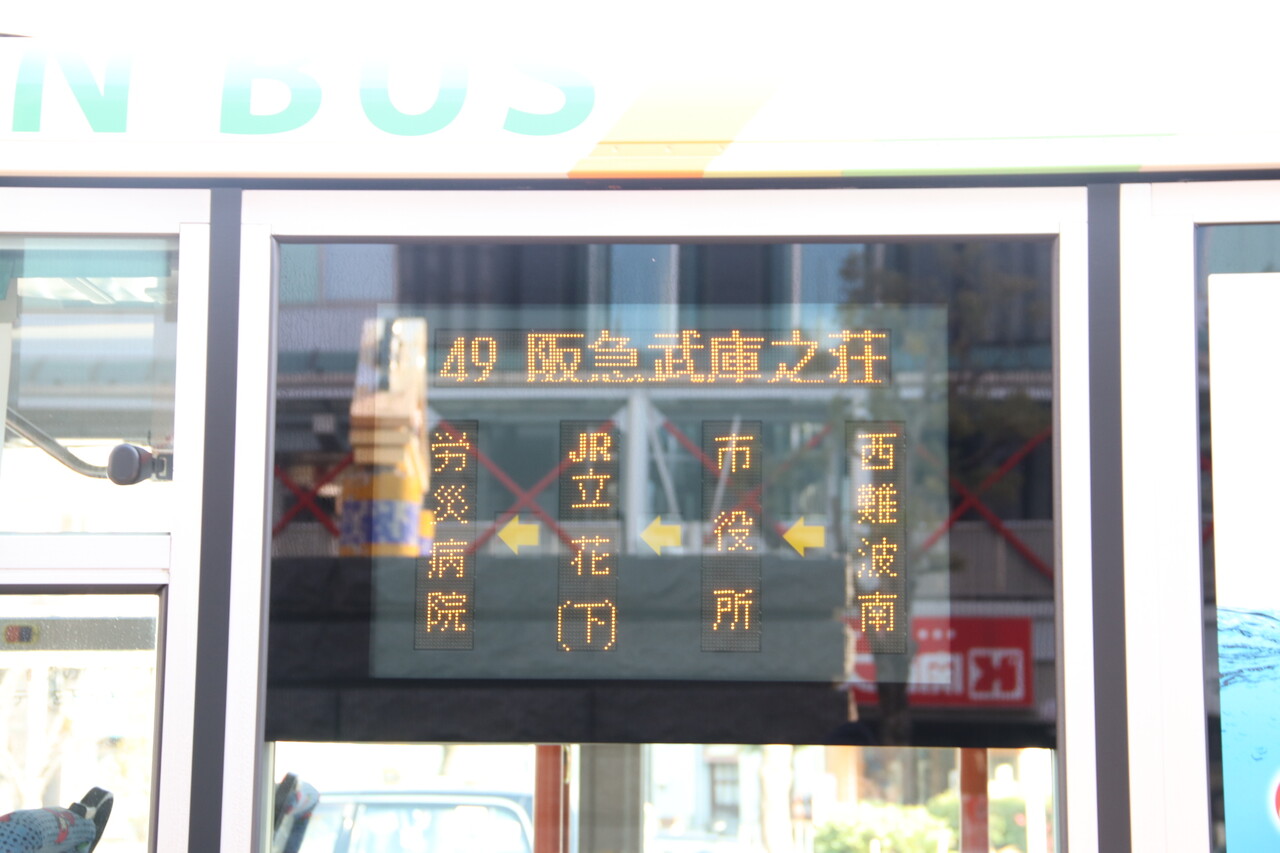 N BUS
49 阪急武庫之荘
西難波南
市役所
JR立花(下)
労災病院